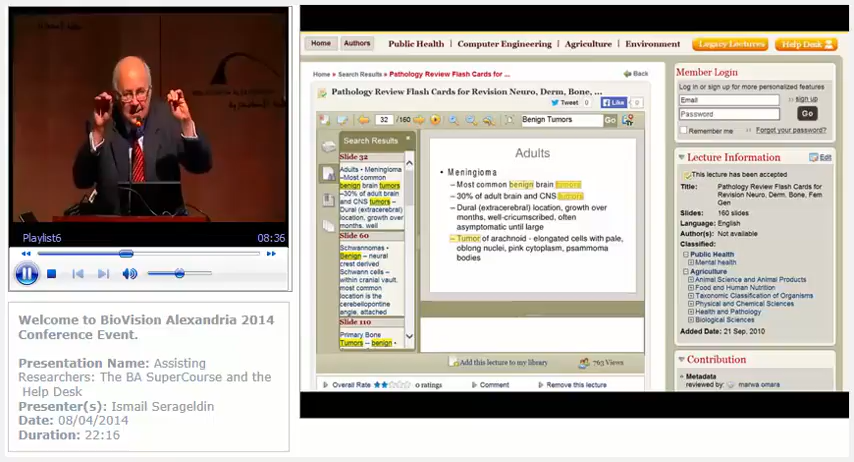 Playlist6
08:36
Welcome to BioVision Alexandria 2014
Conference Event.
Presentation Name: Assisting
Researchers: The BA SuperCourse and the
Help Desk
Presenter(s): Ismail Serageldin
Date: 08/04/2014
Duration: 22:16
Home
Authors
Public Health
Computer Engineering
Agriculture
Environment
Legacy Lectures
Help Desk
Home » Search Results » Pathology Review Flash Cards for ...
Back
Pathology Review Flash Cards for Revision Neuro, Derm, Bone, ...
Tweet 0
Like 0
32 /160
Benign Tumors
Go
Search Results
Slide 32
Adults - Meningioma
–Most common
benign brain tumors
–30% of adult brain
and CNS tumors –
Dural (extracerebral)
location, growth over
months, well
Slide 60
Schwannomas •
Benign – neural
crest derived
Schwann cells –
within cranial vault.
most common
location is the
cerebellopontine
angle, attached
Slide 110
Primary Bone
Tumors – benign •
Adults
• Meningioma
– Most common benign brain tumors
– 30% of adult brain and CNS tumors
– Dural (extracerebral) location, growth over
months, well-cricumscribed, often
asymptomatic until large
– Tumor of arachnoid - elongated cells with pale,
oblong nuclei, pink cytoplasm, psammoma
bodies
Add this lecture to my library
763 Views
Overall Rate
0 ratings
Comment
Remove this lecture
Member Login
Log in or sign up for more personalized features
Email
sign up
Password
Go
Remember me
Forgot your password?
Lecture Information
Edit
This lecture has been accepted
Title: Pathology Review Flash Cards for
Revision Neuro, Derm, Bone, Fem
Gen
Slides: 160 slides
Language: English
Author(s): Not available
Classified:
Public Health
Mental health
Agriculture
Animal Science and Animal Products
Food and Human Nutrition
Taxonomic Classification of Organisms
Physical and Chemical Sciences
Health and Pathology
Biological Sciences
Added Date: 21 Sep. 2010
Contribution
Metadata
reviewed by: marwa omara